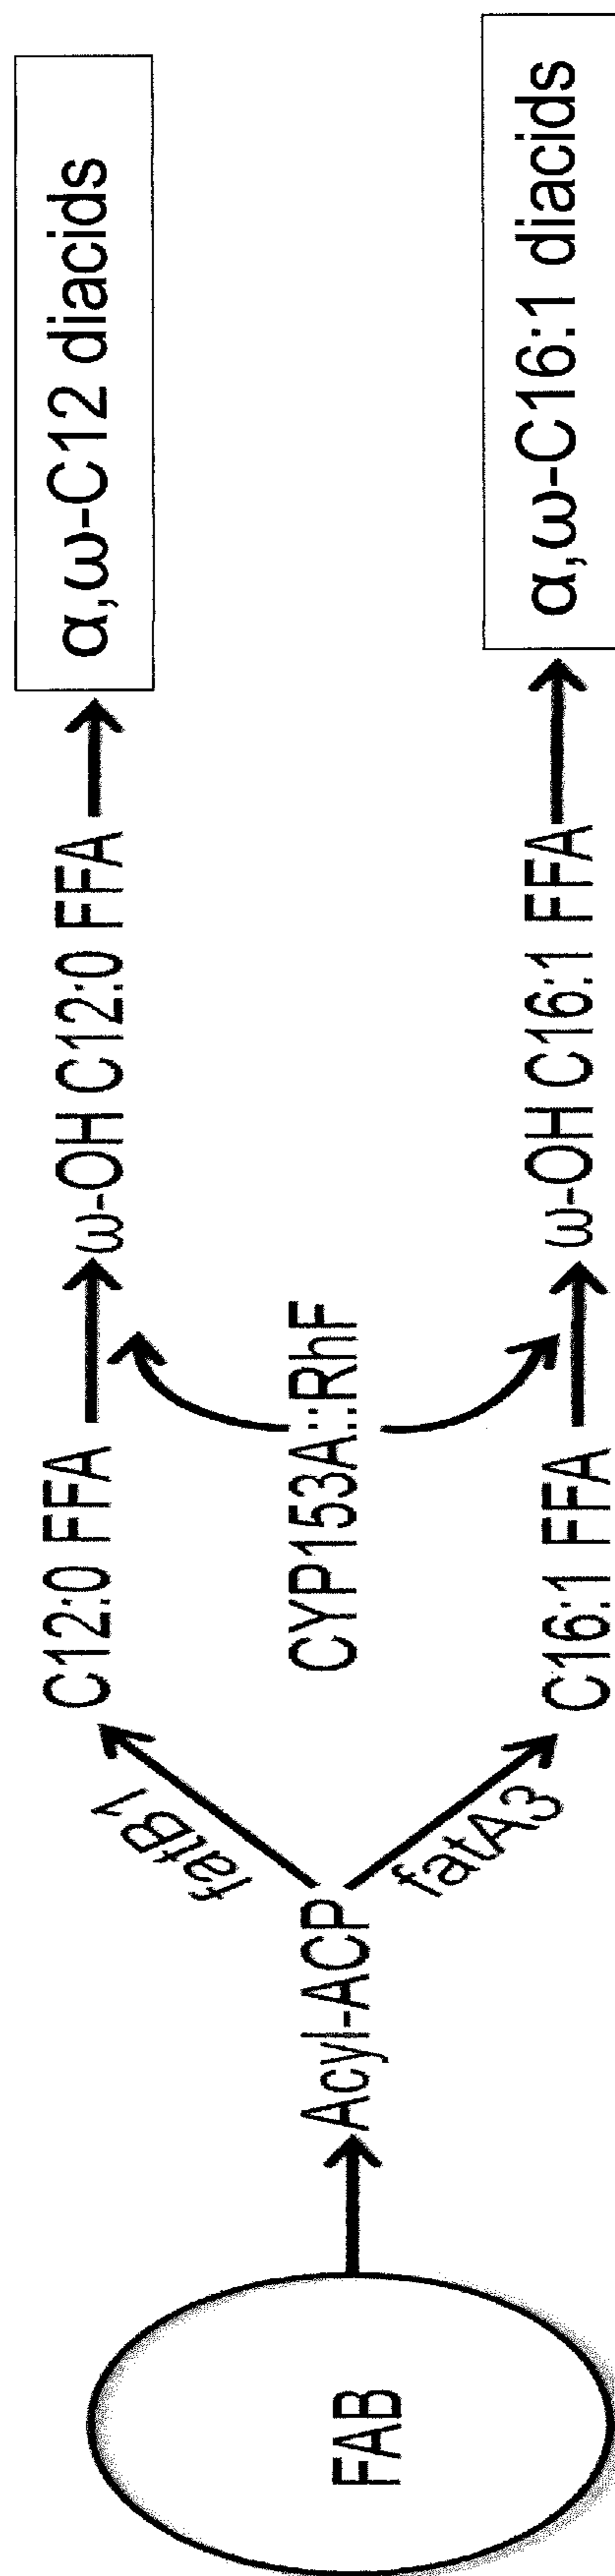 FAB
Acyl-ACP
fatB1
fatA3
C12:0 FFA
CYP153A::RhF
C16:1 FFA
ω-OH C12:0 FFA
ω-OH C16:1 FFA
α,ω-C12 diacids
α,ω-C16:1 diacids